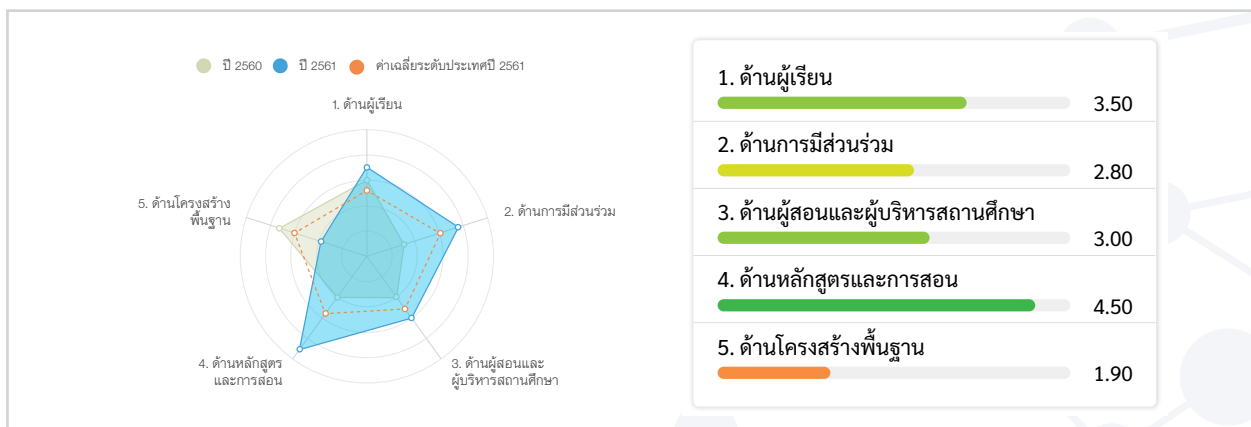 ปี 2560 ปี 2561 ค่าเฉลี่ยระดับประเทศปี 2561
1. ด้านผู้เรียน
2. ด้านการมีส่วนร่วม
3. ด้านผู้สอนและ
ผู้บริหารสถานศึกษา
4. ด้านหลักสูตร
และการสอน
5. ด้านโครงสร้าง
พื้นฐาน
1. ด้านผู้เรียน
3.50
2. ด้านการมีส่วนร่วม
2.80
3. ด้านผู้สอนและผู้บริหารสถานศึกษา
3.00
4. ด้านหลักสูตรและการสอน
4.50
5. ด้านโครงสร้างพื้นฐาน
1.90